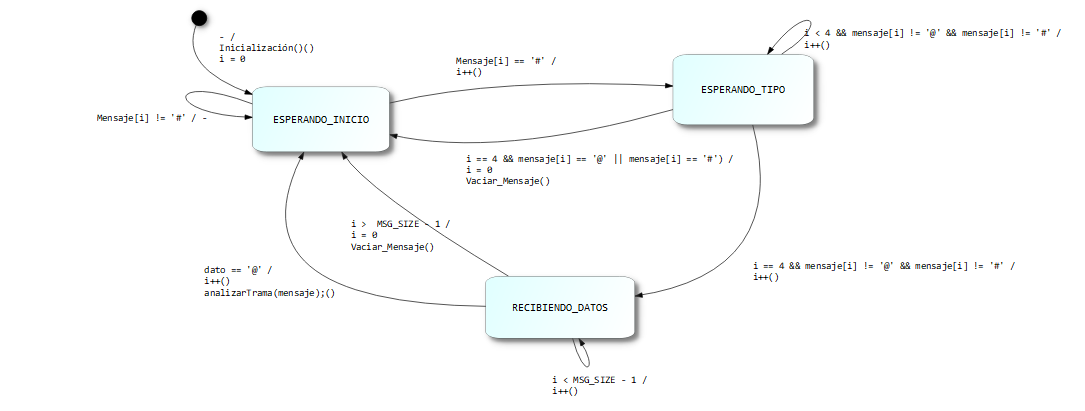 - /
Inicialización()()
i = 0
i < 4 && mensaje[i] != '@' && mensaje[i] != '#' /
i++()
Mensaje[i] == '#' /
i++()
ESPERANDO_TIPO
ESPERANDO_INICIO
Mensaje[i] != '#' / -
i == 4 && mensaje[i] == '@' || mensaje[i] == '#') /
i = 0
Vaciar_Mensaje()
i >  MSG_SIZE - 1 /
i = 0
Vaciar_Mensaje()
dato == '@' /
i++()
analizarTrama(mensaje);()
i == 4 && mensaje[i] != '@' && mensaje[i] != '#' /
i++()
RECIBIENDO_DATOS
i < MSG_SIZE - 1 /
i++()